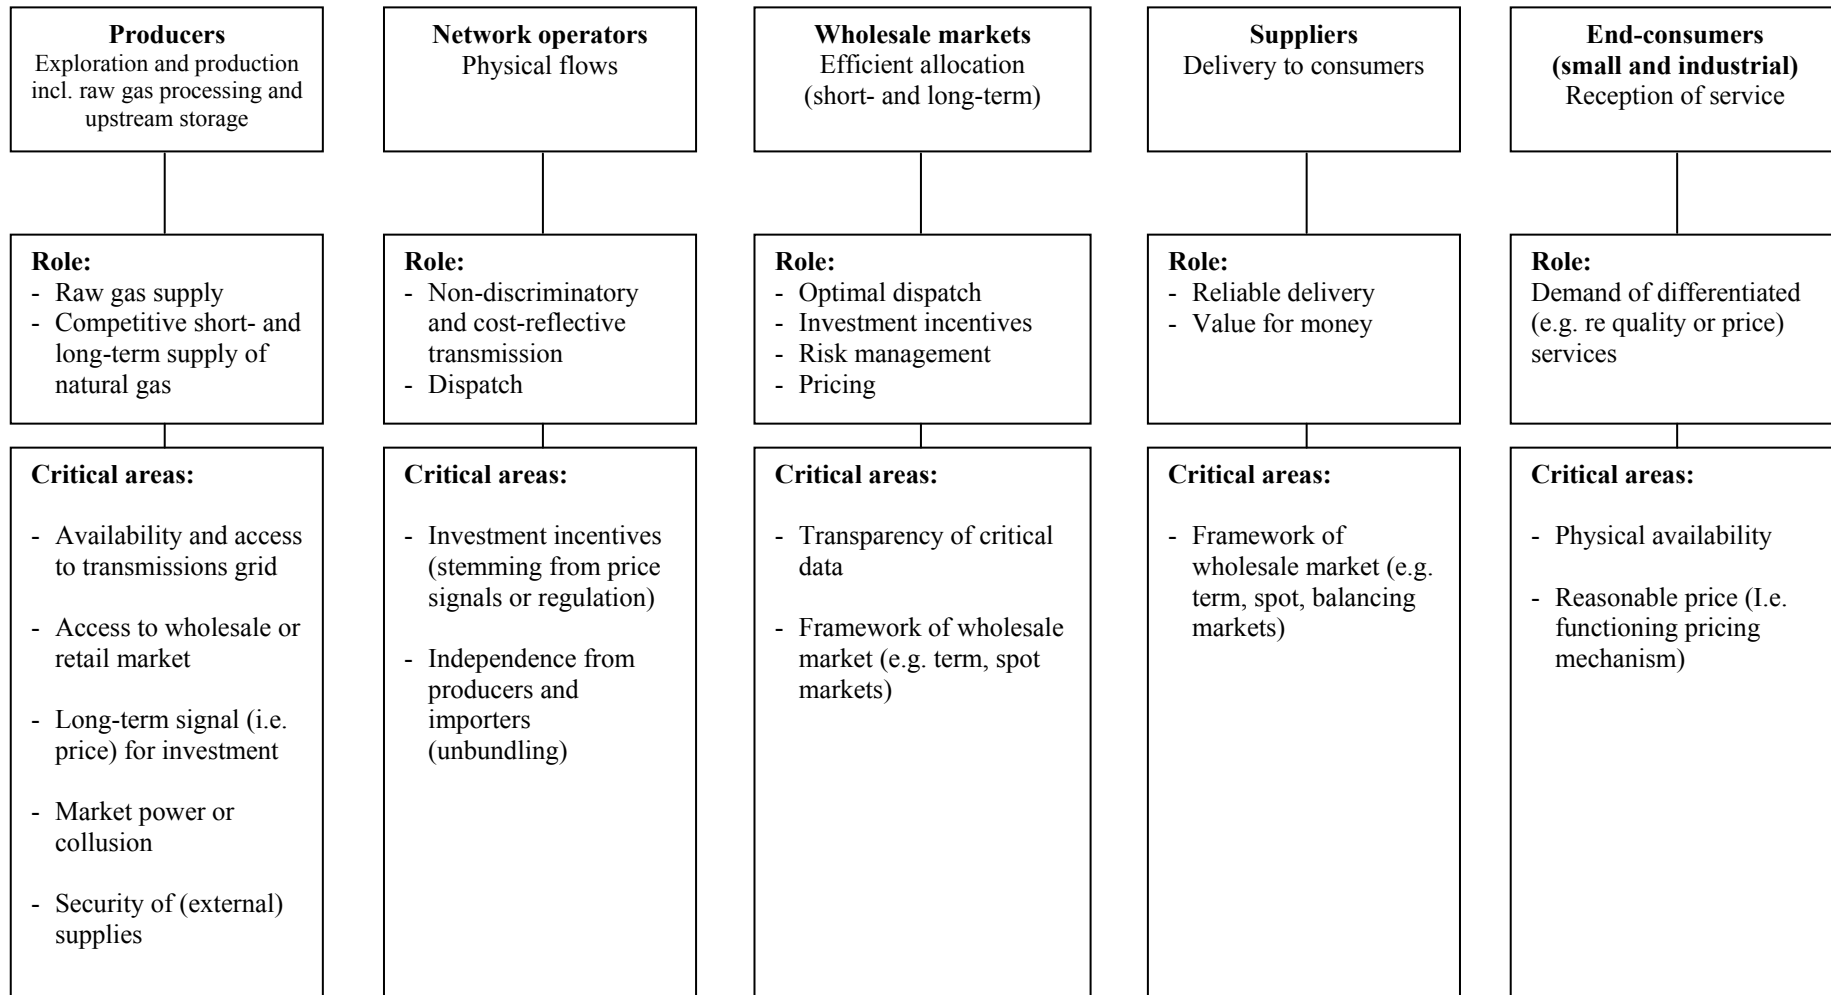 Producers
Exploration and production
incl. raw gas processing and
upstream storage
Network operators
Physical flows
Wholesale markets
Efficient allocation
(short- and long-term)
Suppliers
Delivery to consumers
End-consumers
(small and industrial)
Reception of service
Role:
- Raw gas supply
- Competitive short- and
long-term supply of
natural gas
Role:
- Non-discriminatory
and cost-reflective
transmission
- Dispatch
Role:
- Optimal dispatch
- Investment incentives
- Risk management
- Pricing
Role:
- Reliable delivery
- Value for money
Role:
Demand of differentiated
(e.g. re quality or price)
services
Critical areas:
- Availability and access
to transmissions grid
- Access to wholesale or
retail market
- Long-term signal (i.e.
price) for investment
- Market power or
collusion
- Security of (external)
supplies
Critical areas:
- Investment incentives
(stemming from price
signals or regulation)
- Independence from
producers and
importers
(unbundling)
Critical areas:
- Transparency of critical
data
- Framework of wholesale
market (e.g. term, spot
markets)
Critical areas:
- Framework of
wholesale market (e.g.
term, spot, balancing
markets)
Critical areas:
- Physical availability
- Reasonable price (I.e.
functioning pricing
mechanism)